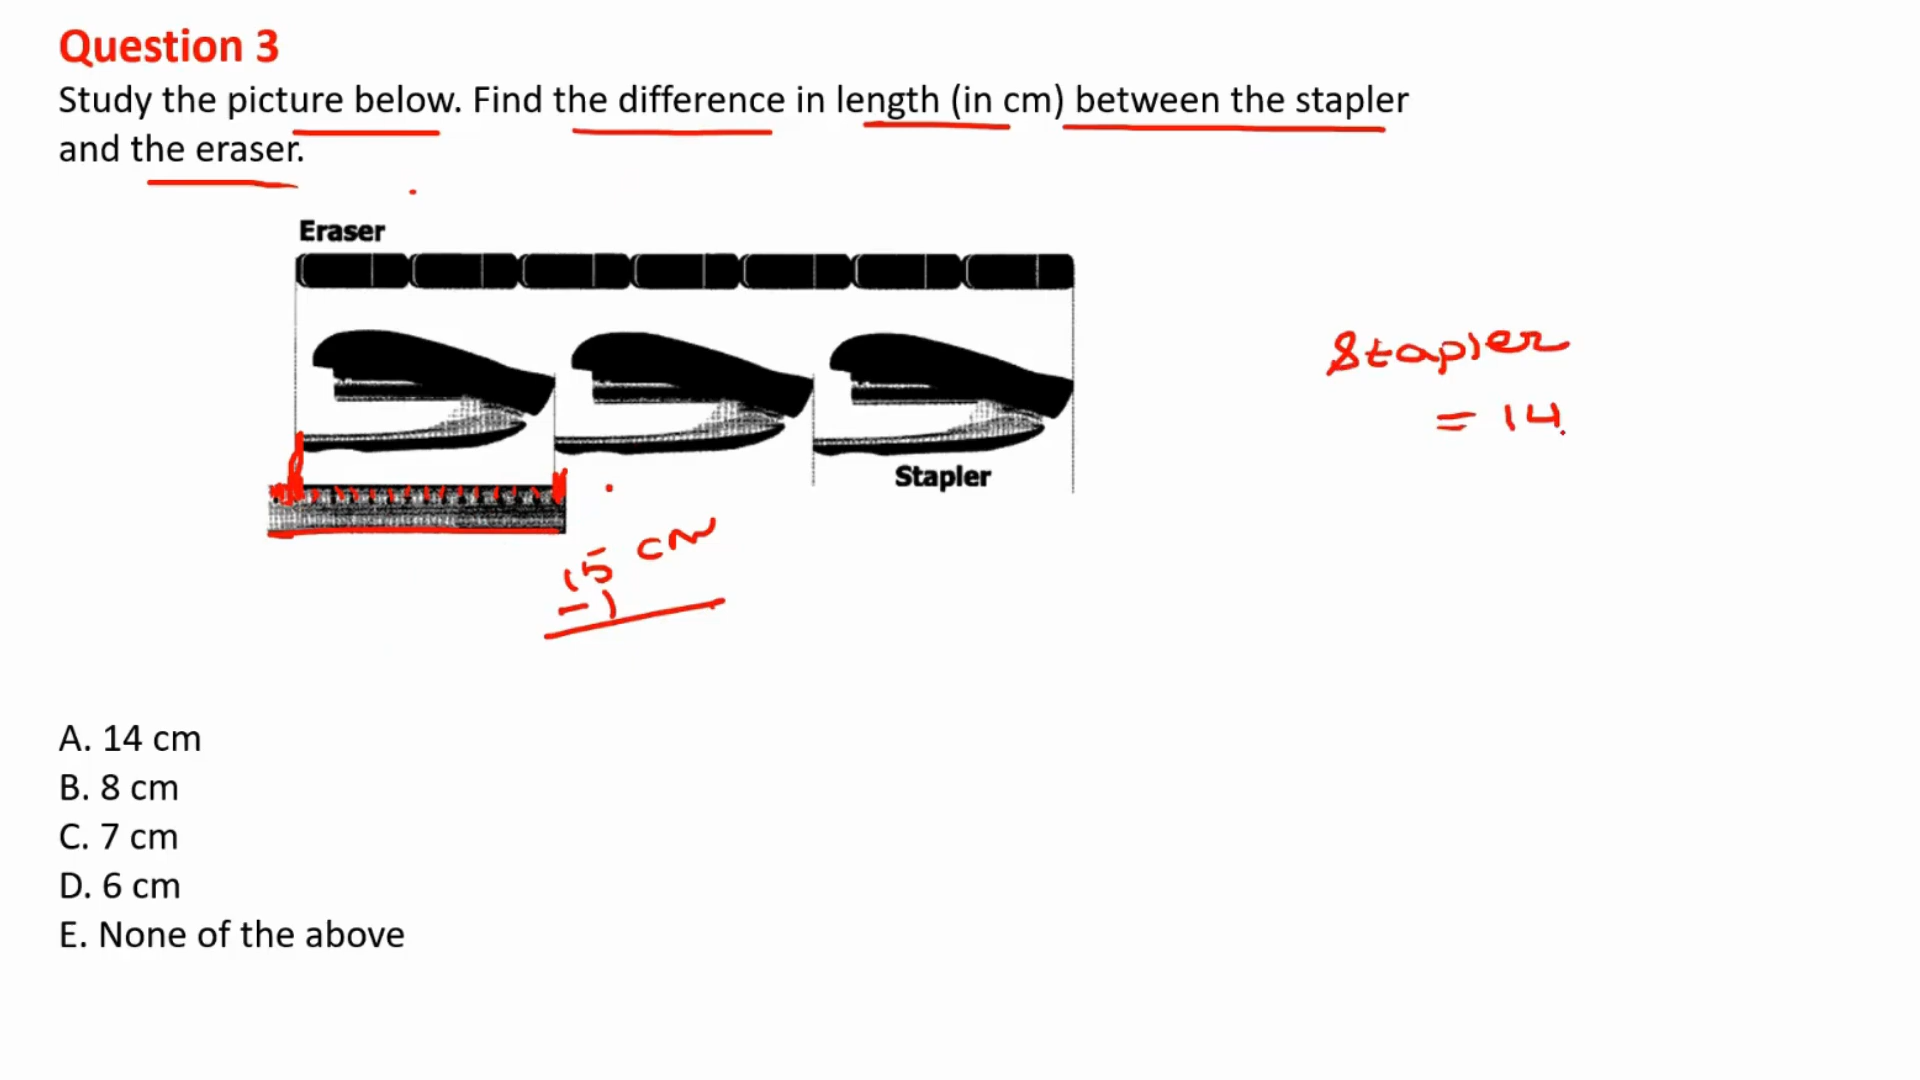 Question 3
Study the picture below. Find the difference in length (in cm) between the stapler
and the eraser.
Eraser
Stapler
= 14
Stapler
15 cm
- 1
A. 14 cm
B. 8 cm
C. 7 cm
D. 6 cm
E. None of the above